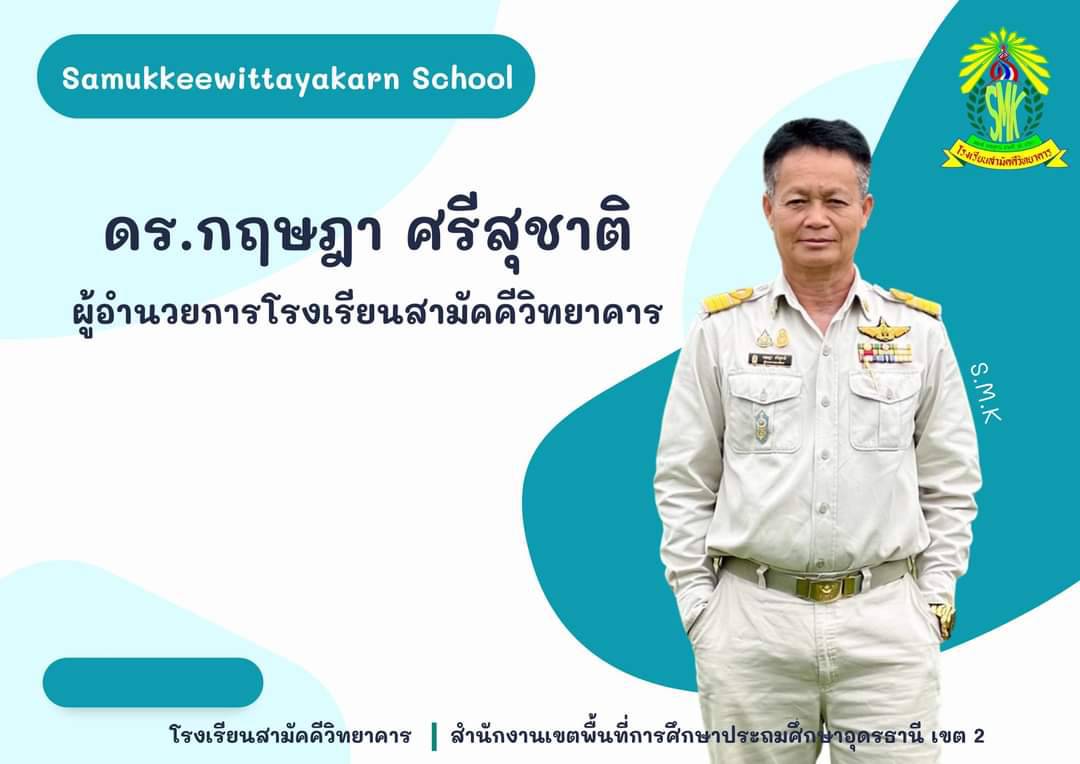 Samukkeewittayakarn School
SMK
โรงเรียนสามัคคีวิทยาคาร
ดร.กฤษฎา ศรีสุชาติ
ผู้อำนวยการโรงเรียนสามัคคีวิทยาคาร
S.M.K
โรงเรียนสามัคคีวิทยาคาร | สำนักงานเขตพื้นที่การศึกษาประถมศึกษาอุดรธานี เขต 2